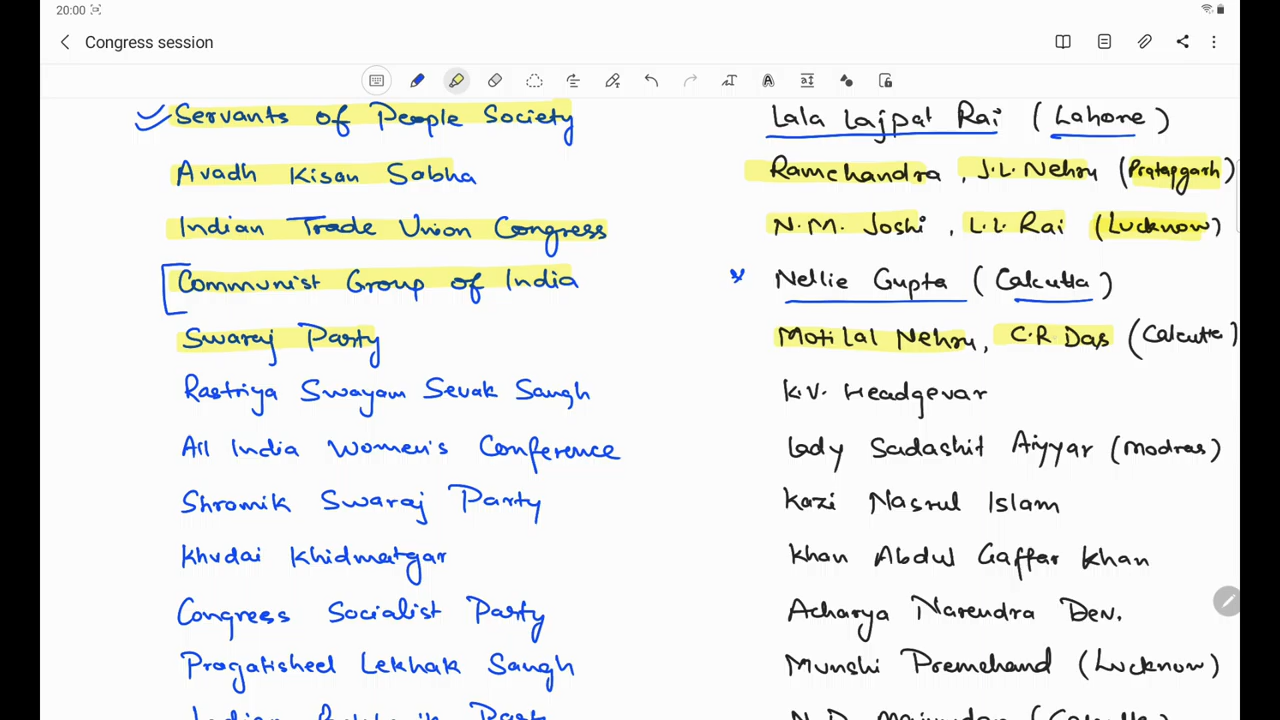 20:00
Congress session
Servants of People Society Lala Lajpat Rai (Lahore)
Avadh Kisan Sabha Ramchandra, J.L. Nehru (Pratapgarh)
Indian Trade Union Congress N.M. Joshi, L.L. Rai (Lucknow)
Communist Group of India * Nellie Gupta (Calcutta)
Swaraj Party Motilal Nehru, C.R Das (Calcutta)
Rastriya Swayam Sevak Sangh K.V. Headgevar
All India Women's Conference Lady Sadashit Aiyyar (Madras)
Shromik Swaraj Party Kazi Nasrul Islam
Khudai Khidmatgar Khan Abdul Gaffar Khan
Congress Socialist Party Acharya Narendra Dev.
Pragatisheel Lekhak Sangh Munshi Premchand (Lucknow)
Indian